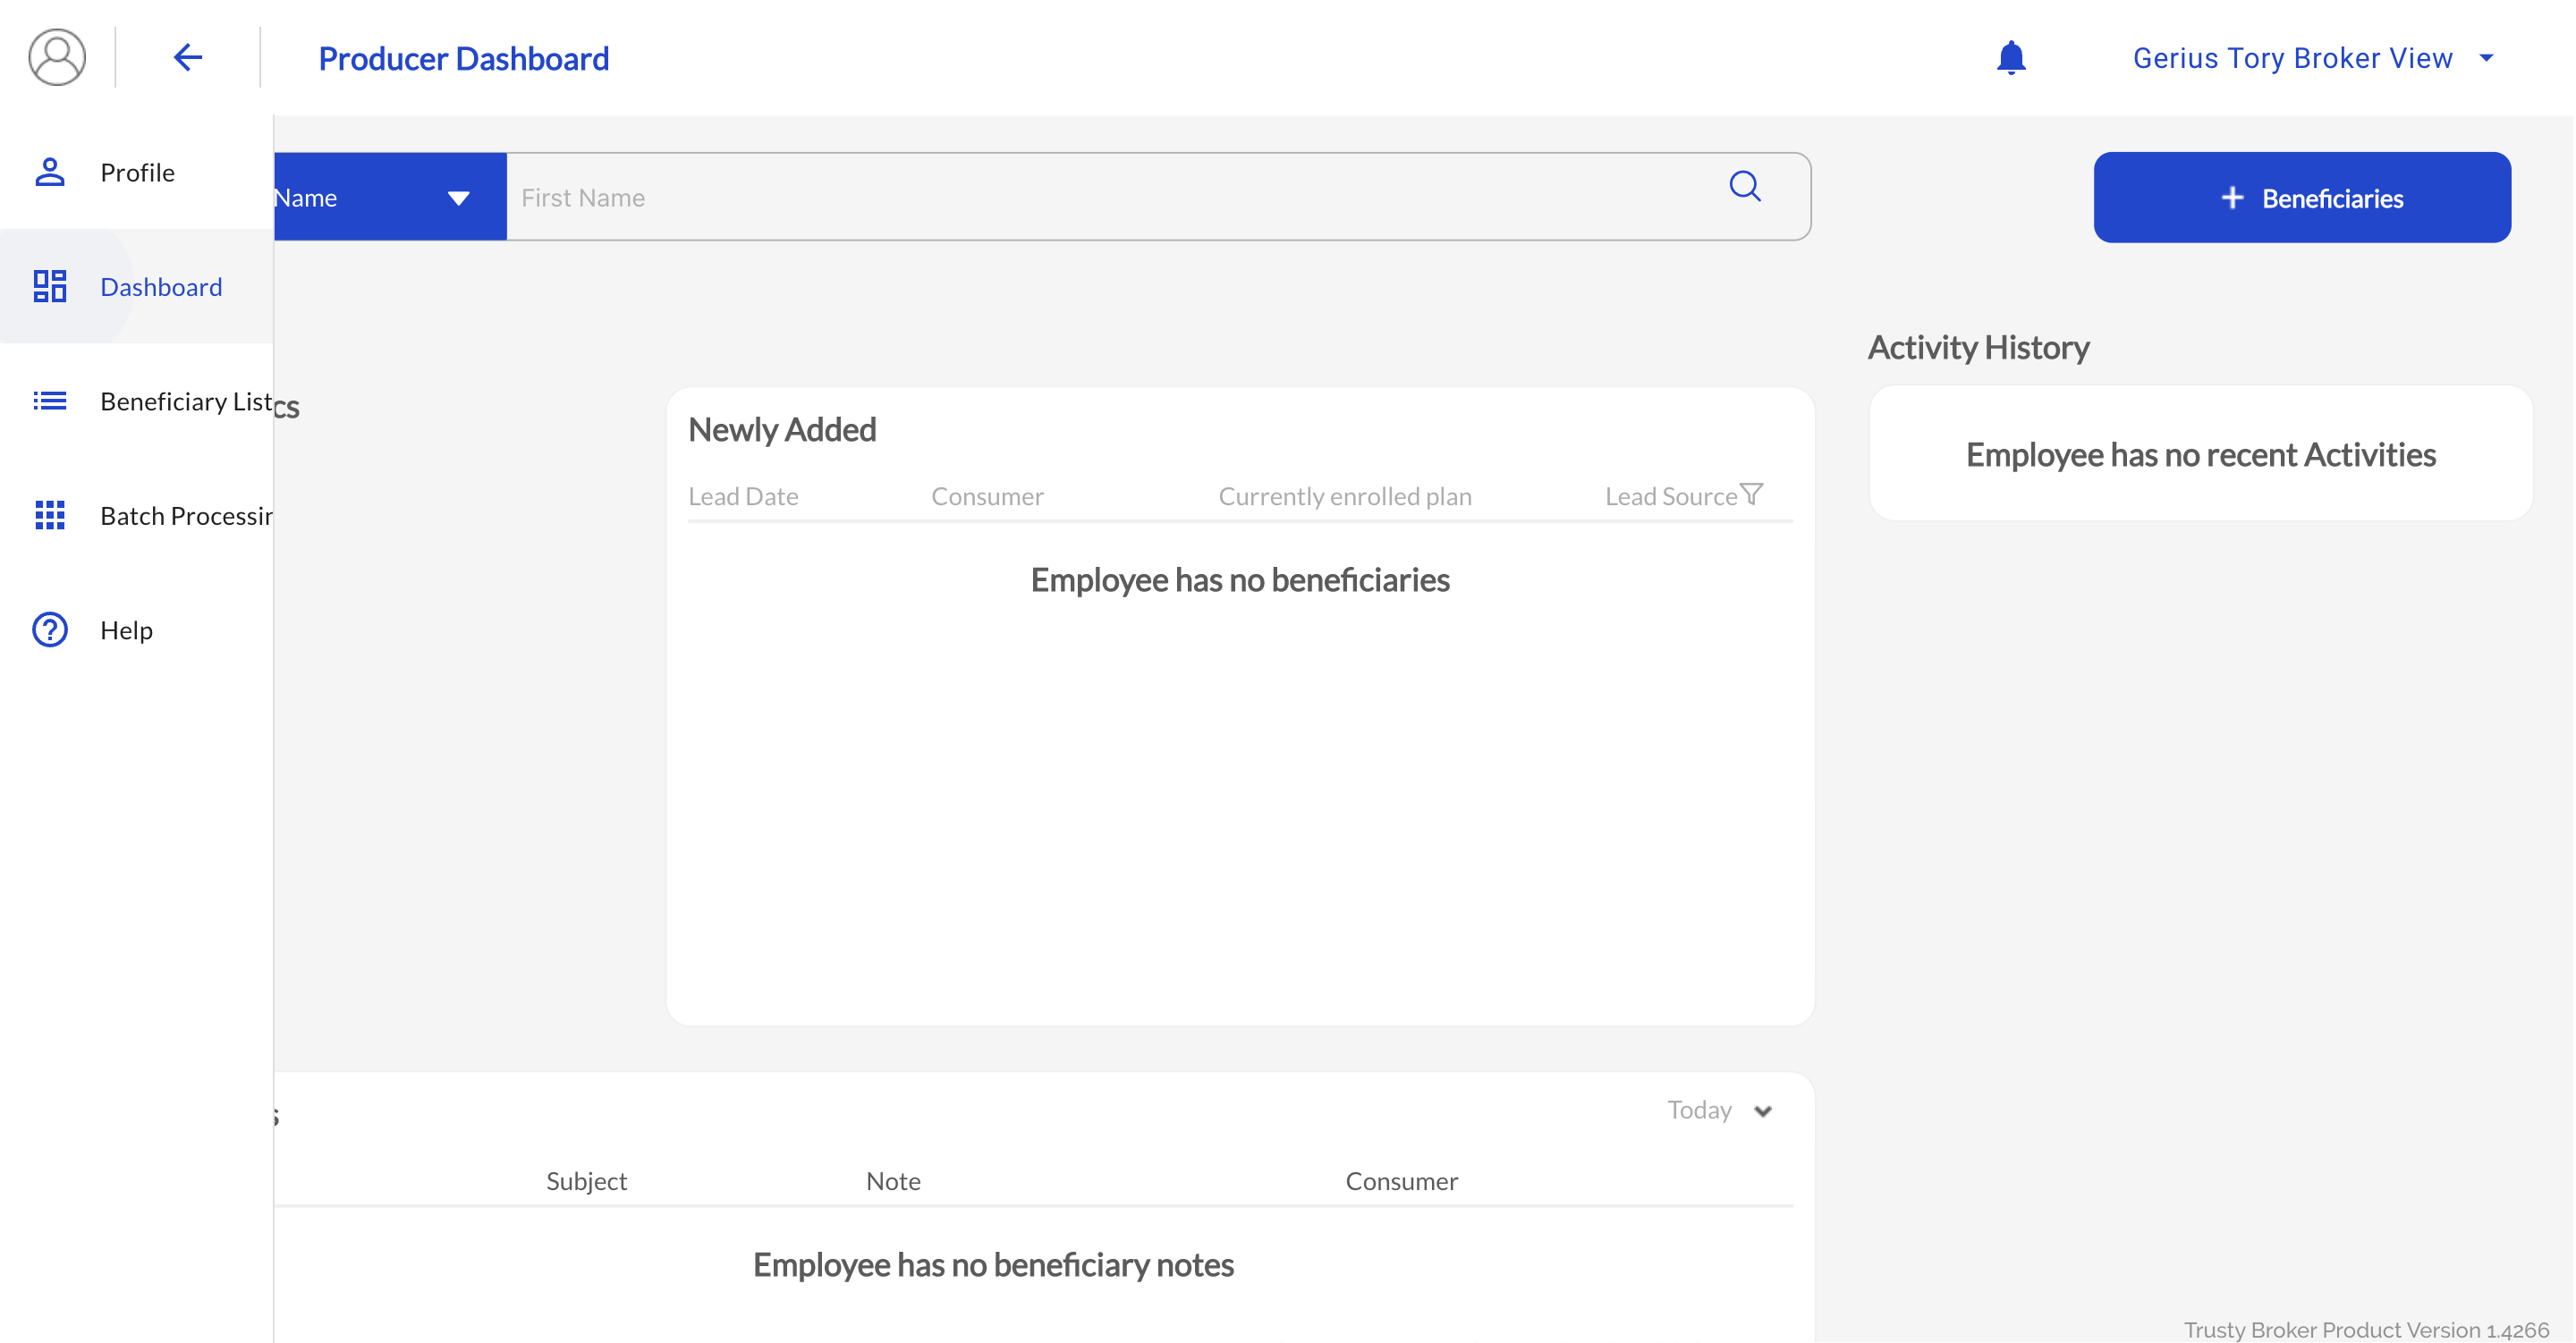 Producer Dashboard
Gerius Tory Broker View
Profile
Name
First Name
+ Beneficiaries
Dashboard
Activity History
Beneficiary List
cs
Newly Added
Employee has no recent Activities
Lead Date
Consumer
Currently enrolled plan
Lead Source
Batch Processin
Employee has no beneficiaries
Help
Today
s
Subject
Note
Consumer
Employee has no beneficiary notes
Trusty Broker Product Version 1.4266